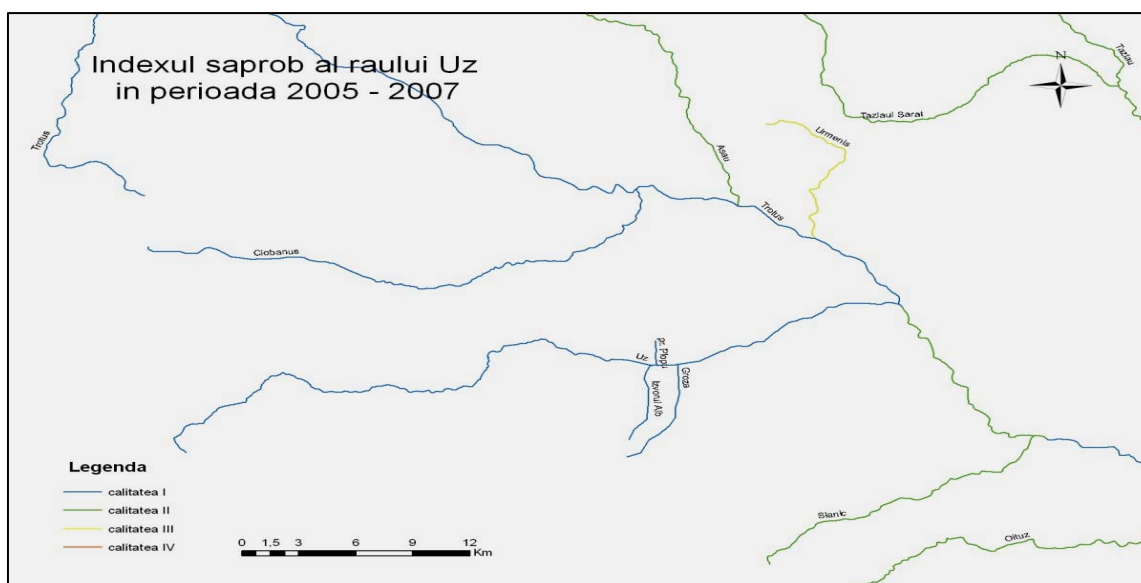 Indexul saprob al raului Uz
in perioada 2005 - 2007
N
Tazlau
Tazlaul Sarat
Urmenis
Asau
Trotus
Trotus
Ciobanus
Uz
pr. Plopu
Izvorul Alb
Groza
Slanic
Oituz
Legenda
calitatea I
calitatea II
calitatea III
calitatea IV
0 1,5 3 6 9 12
Km